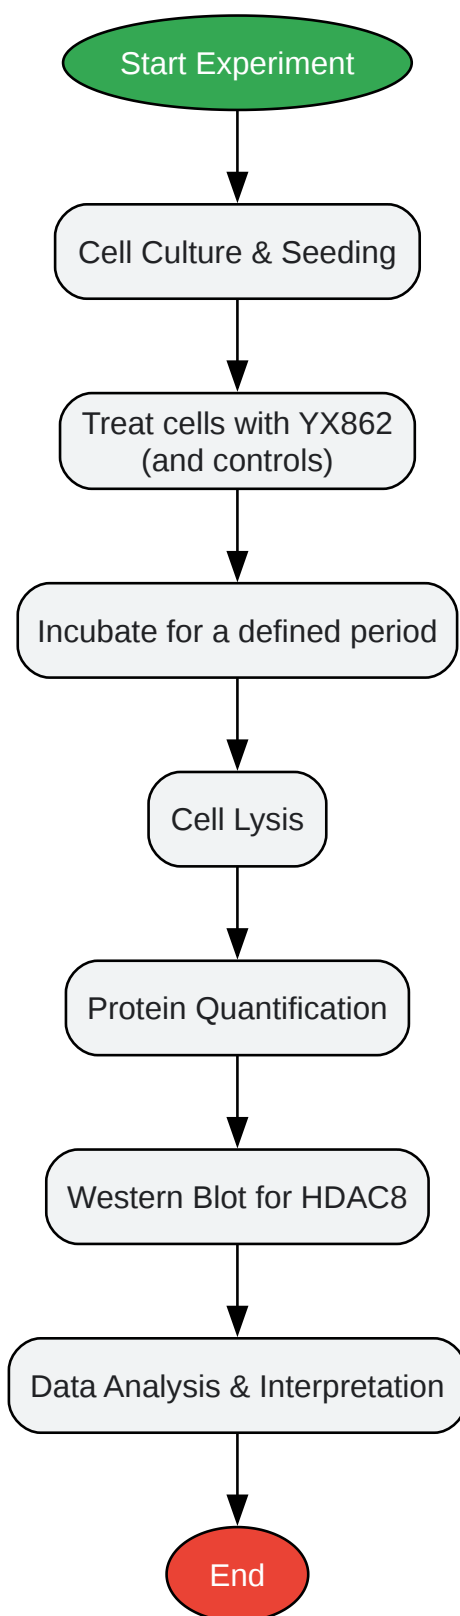 Start Experiment
Cell Culture & Seeding
Treat cells with YX862
(and controls)
Incubate for a defined period
Cell Lysis
Protein Quantification
Western Blot for HDAC8
Data Analysis & Interpretation
End